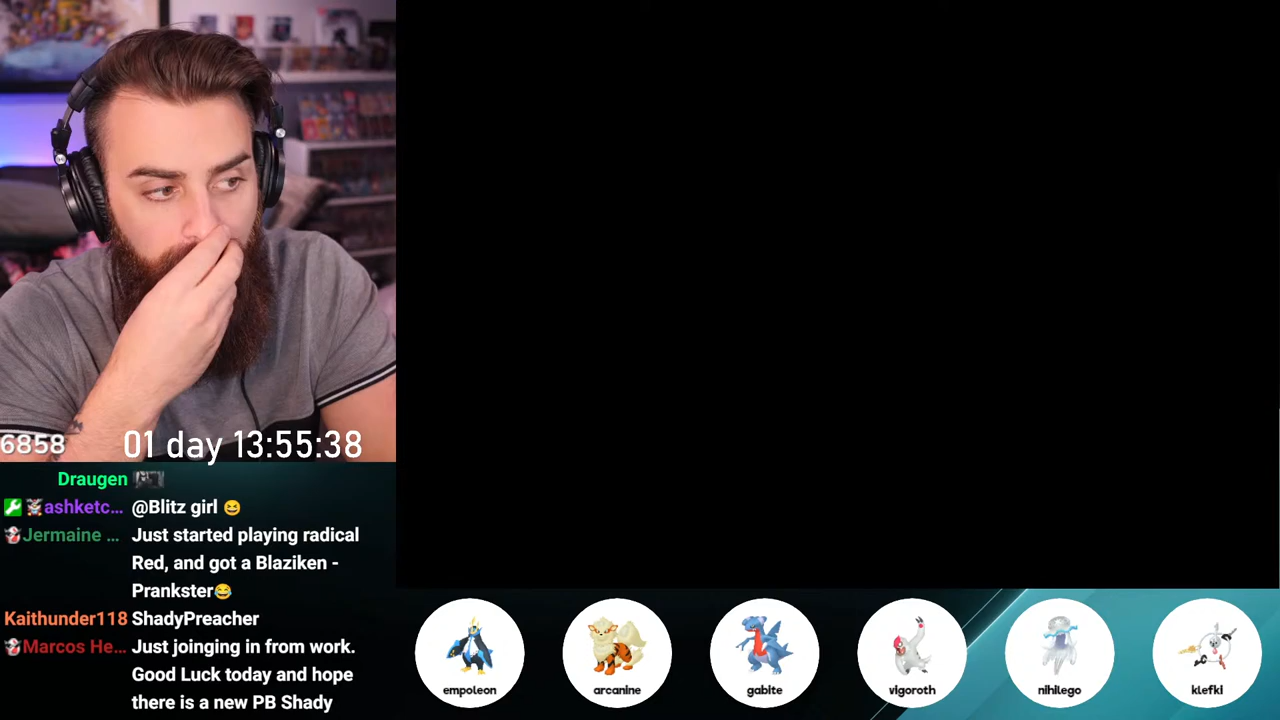 6858 01 day 13:55:38
Draugen
ashketc... @Blitz girl
Jermaine ... Just started playing radical
Red, and got a Blaziken -
Prankster
Kaithunder118 ShadyPreacher
Marcos He... Just joinging in from work.
Good Luck today and hope
there is a new PB Shady
empoleon arcanine gabite vigoroth nihilego klefki